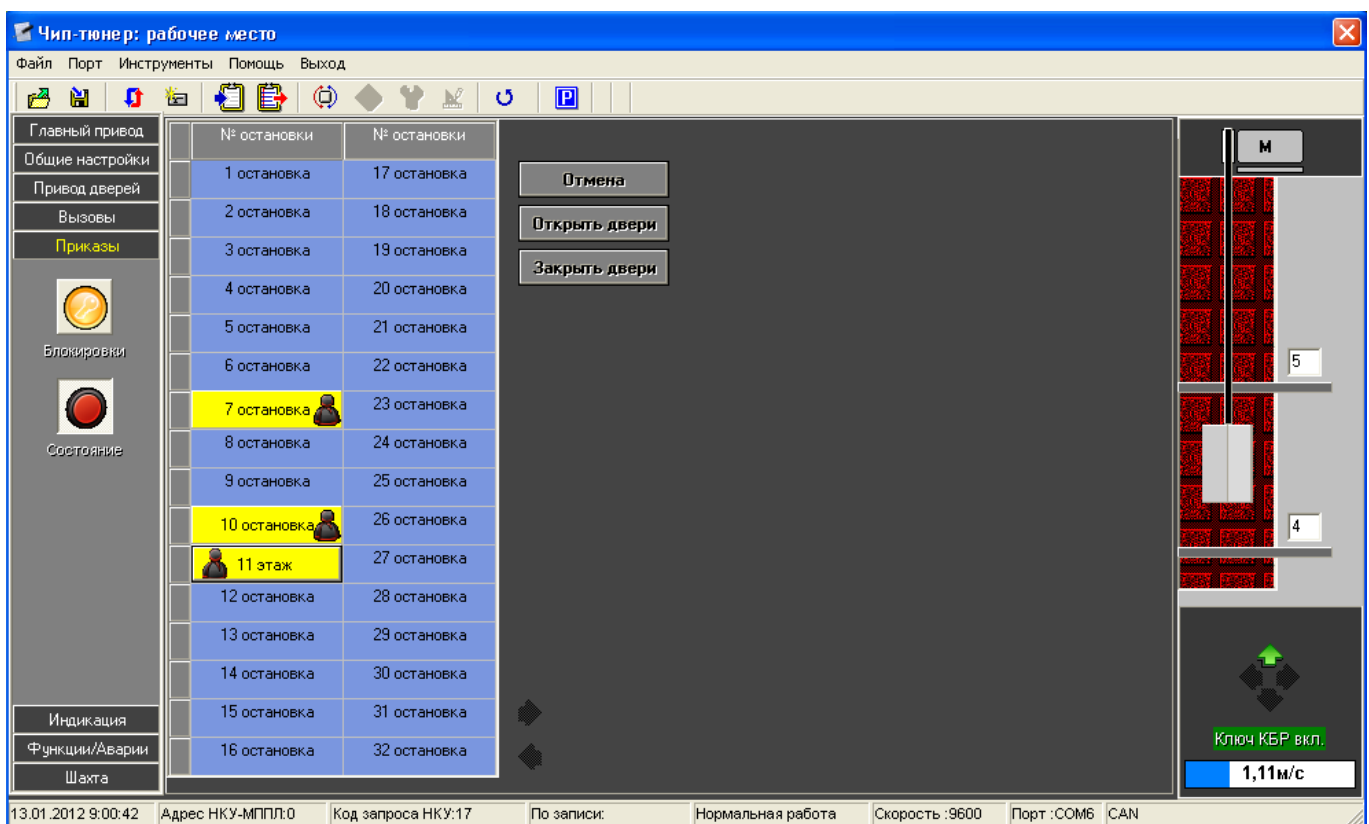 Чип-тюнер: рабочее место
Файл Порт Инструменты Помощь Выход
P
Главный привод
Общие настройки
Привод дверей
Вызовы
Приказы
Блокировки
Состояние
Индикация
Функции/Аварии
Шахта
№ остановки № остановки
1 остановка 17 остановка
2 остановка 18 остановка
3 остановка 19 остановка
4 остановка 20 остановка
5 остановка 21 остановка
6 остановка 22 остановка
7 остановка 23 остановка
8 остановка 24 остановка
9 остановка 25 остановка
10 остановка 26 остановка
11 этаж 27 остановка
12 остановка 28 остановка
13 остановка 29 остановка
14 остановка 30 остановка
15 остановка 31 остановка
16 остановка 32 остановка
Отмена
Открыть двери
Закрыть двери
М
5
4
Ключ КБР вкл.
1,11м/с
13.01.2012 9:00:42 Адрес НКУ-МППЛ:0 Код запроса НКУ:17 По записи: Нормальная работа Скорость :9600 Порт :COM6 CAN